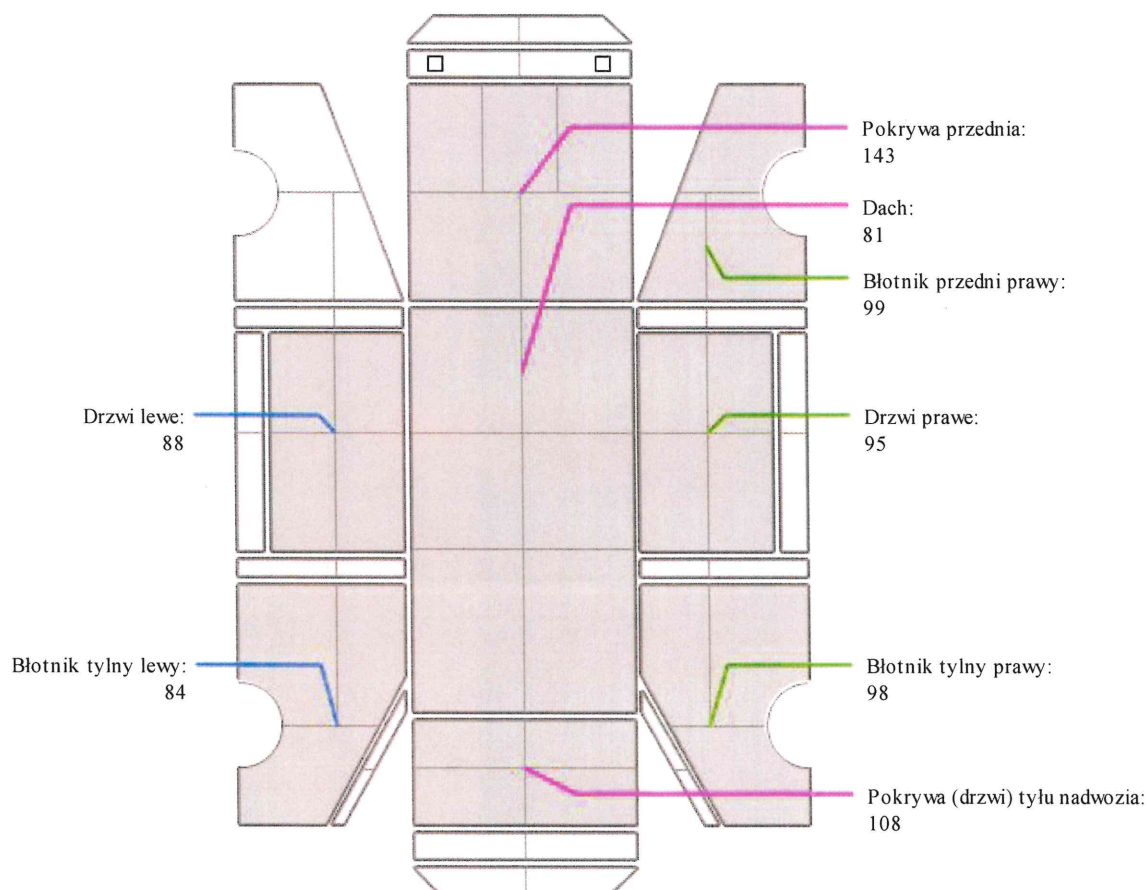 Pokrywa przednia:
143
Dach:
81
Błotnik przedni prawy:
99
Drzwi lewe:
88
Drzwi prawe:
95
Błotnik tylny lewy:
84
Błotnik tylny prawy:
98
Pokrywa (drzwi) tyłu nadwozia:
108